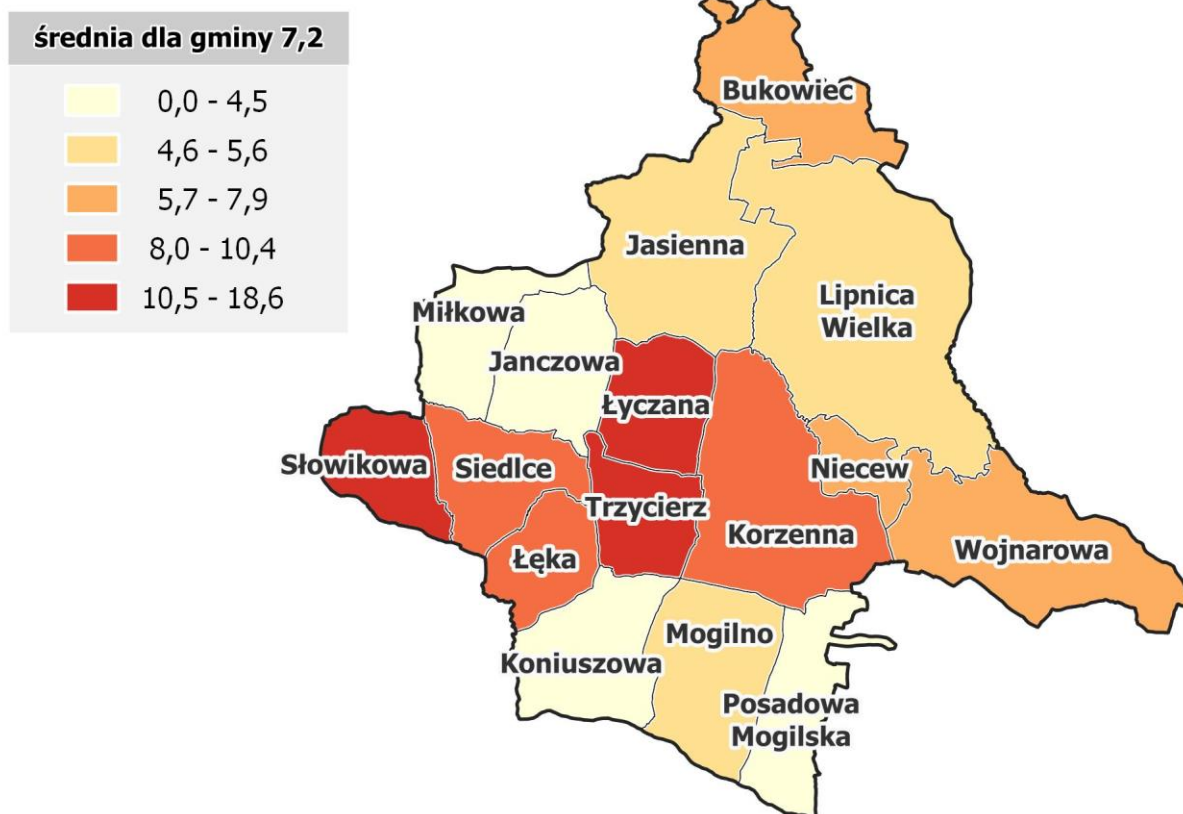 średnia dla gminy 7,2
0,0 - 4,5
4,6 - 5,6
5,7 - 7,9
8,0 - 10,4
10,5 - 18,6
Bukowiec
Jasienna
Lipnica
Wielka
Miłkowa
Janczowa
Łyczana
Słowikowa
Siedlce
Niecew
Trzycierz
Korzenna
Wojnarowa
Łęka
Mogilno
Koniuszowa
Posadowa
Mogilska